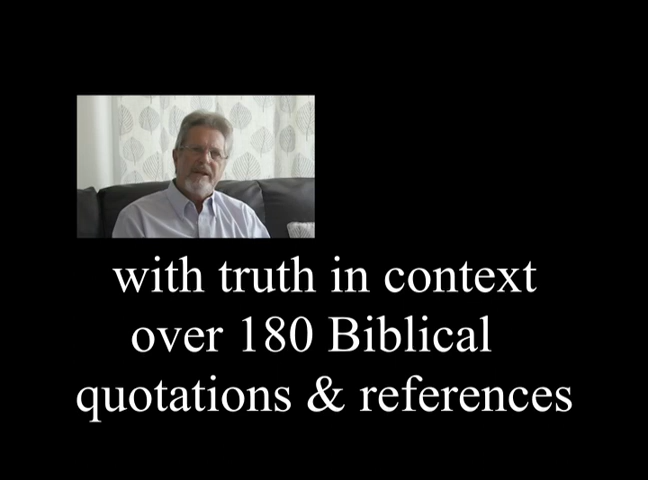 with truth in context
over 180 Biblical
quotations & references